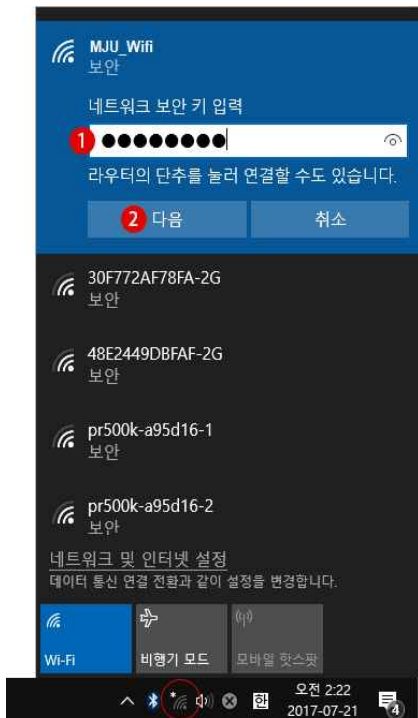 MJU_Wifi
보안
네트워크 보안 키 입력
1 ●●●●●●●●
라우터의 단추를 눌러 연결할 수도 있습니다.
2 다음 취소
30F772AF78FA-2G
보안
48E2449DBFAF-2G
보안
pr500k-a95d16-1
보안
pr500k-a95d16-2
보안
네트워크 및 인터넷 설정
데이터 통신 연결 전환과 같이 설정을 변경합니다.
Wi-Fi 비행기 모드 모바일 핫스팟
한 오전 2:22
2017-07-21 4